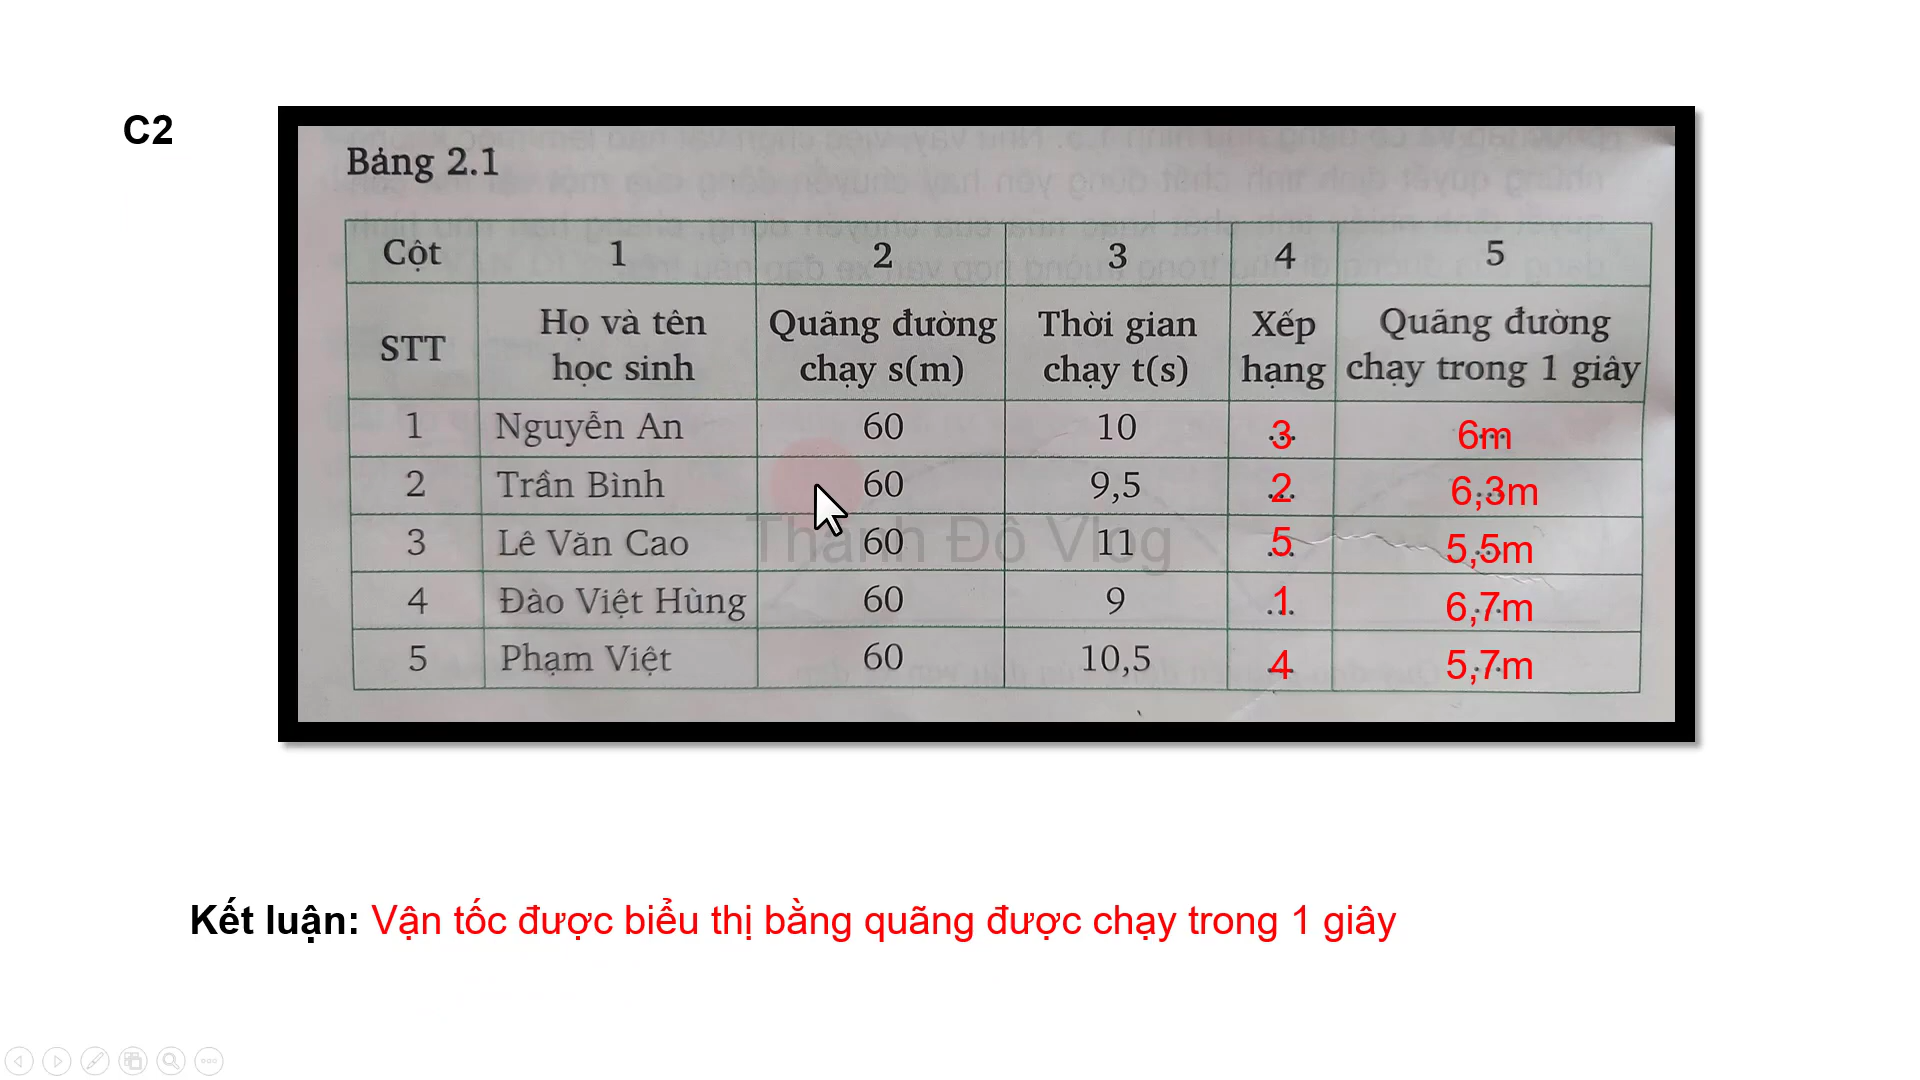 C2
Bảng 2.1
Cột 1 2 3 4 5
STT Họ và tên học sinh Quãng đường chạy s(m) Thời gian chạy t(s) Xếp hạng Quãng đường chạy trong 1 giây
1 Nguyễn An 60 10 3 6m
2 Trần Bình 60 9,5 2 6,3m
3 Lê Văn Cao 60 11 5 5,5m
4 Đào Việt Hùng 60 9 1 6,7m
5 Phạm Việt 60 10,5 4 5,7m
Thành Đô Vlog
Kết luận: Vận tốc được biểu thị bằng quãng được chạy trong 1 giây